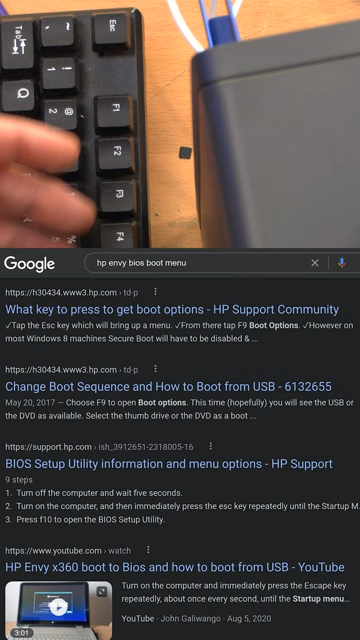 Esc
Tab
~
`
!
1
Q
@
2
F1
F2
F3
F4
%
5
Google
hp envy bios boot menu
https://h30434.www3.hp.com › td-p
What key to press to get boot options - HP Support Community
✓Tap the Esc key which will bring up a menu. ✓From there tap F9 Boot Options. ✓However on
most Windows 8 machines Secure Boot will have to be disabled & ...
https://h30434.www3.hp.com › td-p
Change Boot Sequence and How to Boot from USB - 6132655
May 20, 2017 — Choose F9 to open Boot options. This time (hopefully) you will see the USB or
the DVD as available. Select the thumb drive or the DVD as a boot ...
https://support.hp.com › ish_3912651-2318005-16
BIOS Setup Utility information and menu options - HP Support
9 steps
1. Turn off the computer and wait five seconds.
2. Turn on the computer, and then immediately press the esc key repeatedly until the Startup M
3. Press f10 to open the BIOS Setup Utility.
https://www.youtube.com › watch
HP Envy x360 boot to Bios and how to boot from USB - YouTube
Turn on the computer and immediately press the Escape key
repeatedly, about once every second, until the Startup menu...
3:01
YouTube · John Galiwango · Aug 5, 2020